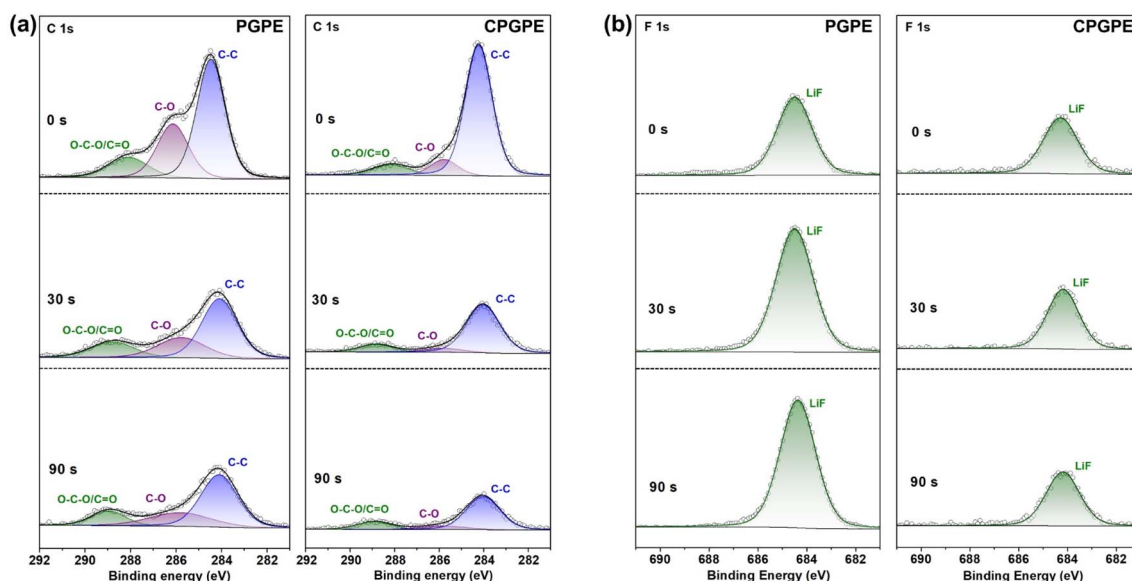 (a)
C 1s
PGPE
C-C
C-O
O-C-O/C=O
0 s
C-C
C-O
O-C-O/C=O
30 s
C-C
C-O
O-C-O/C=O
90 s
292 290 288 286 284 282
Binding energy (eV)
C 1s
CPGPE
C-C
0 s
C-O
O-C-O/C=O
30 s
C-C
C-O
O-C-O/C=O
90 s
C-C
C-O
O-C-O/C=O
292 290 288 286 284 282
Binding energy (eV)
(b)
F 1s
PGPE
LiF
0 s
LiF
30 s
LiF
90 s
690 688 686 684 682
Binding Energy (eV)
F 1s
CPGPE
LiF
0 s
LiF
30 s
LiF
90 s
690 688 686 684 682
Binding Energy (eV)